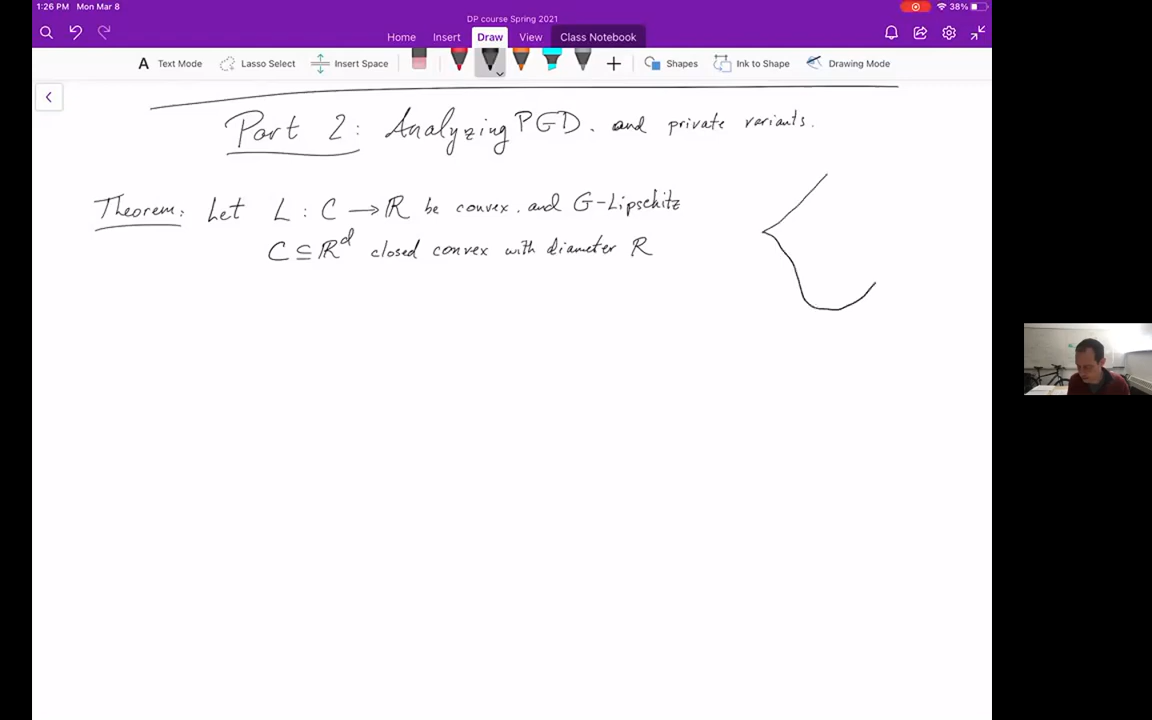 1:26 PM Mon Mar 8
38%
DP course Spring 2021
Home Insert Draw View Class Notebook
A Text Mode Lasso Select Insert Space Shapes Ink to Shape Drawing Mode
Part 2: Analyzing PGD. and private variants.
Theorem: Let L : C → ℝ be convex. and G-Lipschitz
C ⊆ ℝ^d closed convex with diameter R